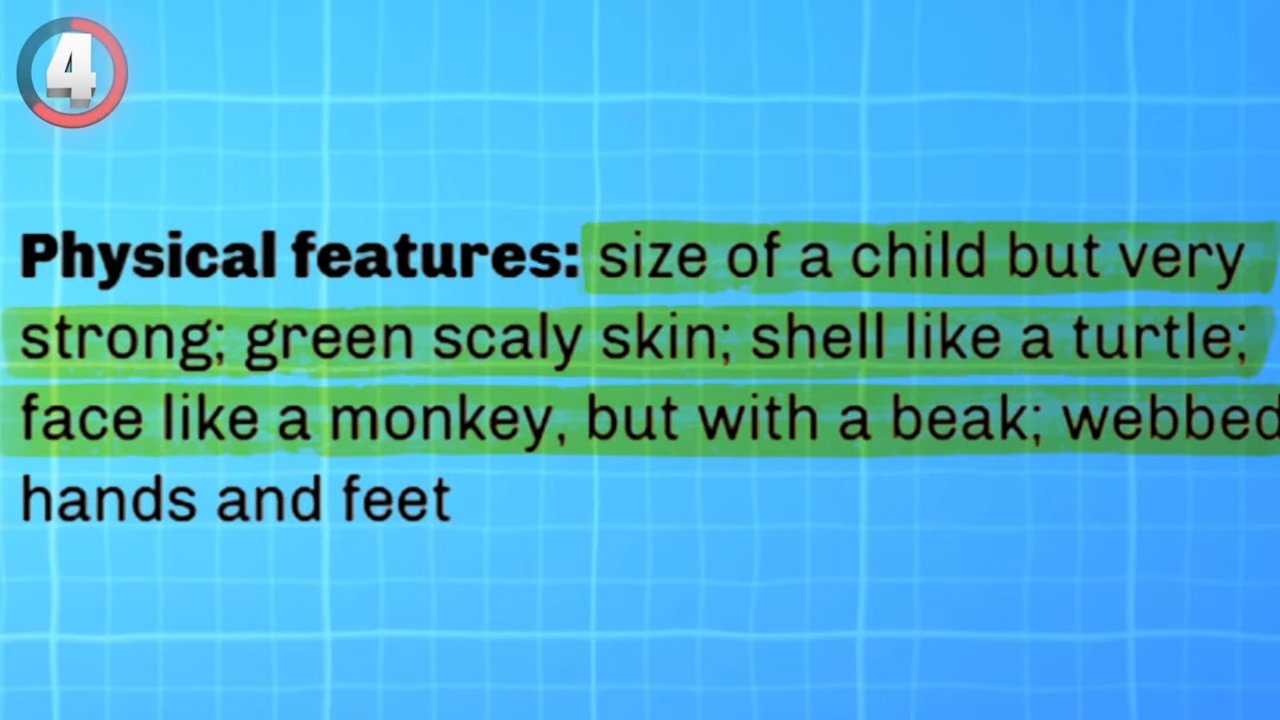 4
Physical features: size of a child but very
strong; green scaly skin; shell like a turtle;
face like a monkey, but with a beak; webbed
hands and feet